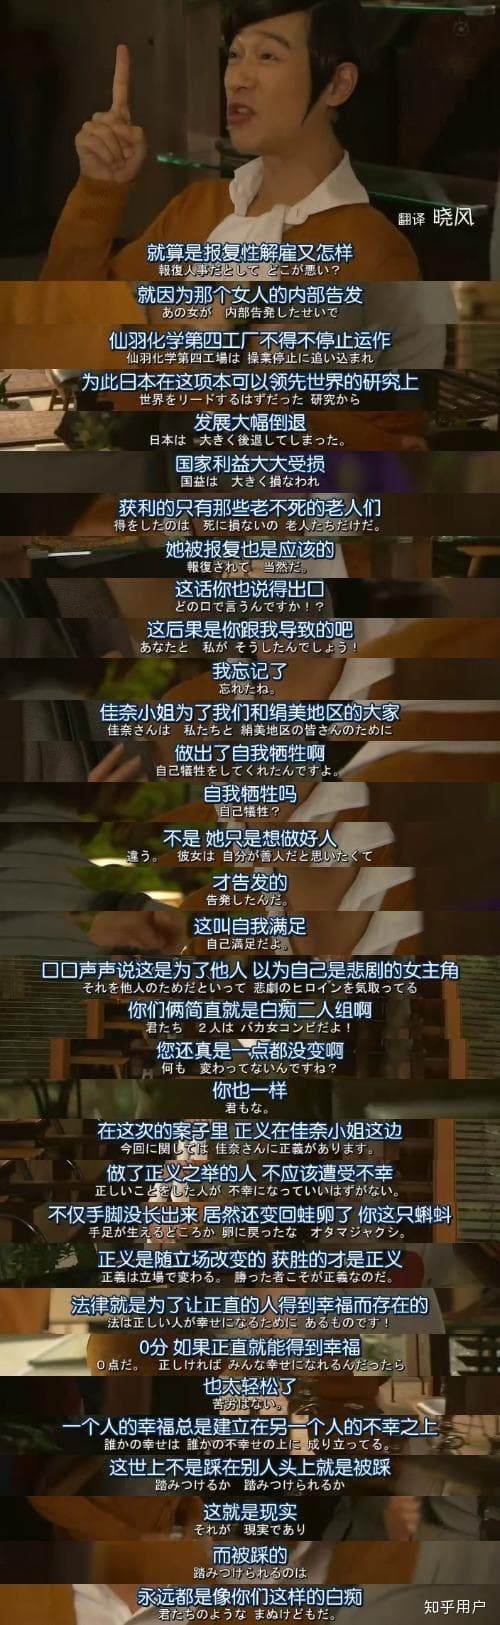 翻译 晓风
就算是报复性解雇又怎样
報復人事だとして どこが悪い?
就因为那个女人的内部告发
あの女が 内部告発したせいで
仙羽化学第四工厂不得不停止运作
仙羽化学第四工場は 操業停止に追い込まれ
为此日本在这项本可以领先世界的研究上
世界をリードするはずだった 研究から
发展大幅倒退
日本は 大きく後退してしまった。
国家利益大大受损
国益は 大きく損なわれ
获利的只有那些老不死的老人们
得をしたのは 死に損ないの 老人たちだけだ。
她被报复也是应该的
報復されて 当然だ。
这话你也说得出口
どの口で言うんですか!?
这后果是你跟我导致的吧
あなたと 私が そうしたんでしょう!
我忘记了
忘れたね。
佳奈小姐为了我们和绢美地区的大家
佳奈さんは 私たちと 絹美地区の皆さんのために
做出了自我牺牲啊
自己犠牲をしてくれたんですよ。
自我牺牲吗
自己犠牲?
不是 她只是想做好人
違う。 彼女は 自分が善人だと思いたくて
才告发的
告発したんだ。
这叫自我满足
自己満足だよ。
口口声声说这是为了他人 以为自己是悲剧的女主角
それを他人のためだといって 悲劇のヒロインを気取ってる
你们俩简直就是白痴二人组啊
君たち 2人は バカ女コンビだよ!
您还真是一点都没变啊
何も 変わってないんですね?
你也一样
君もな。
在这次的案子里 正义在佳奈小姐这边
今回に関しては 佳奈さんに正義があります。
做了正义之举的人 不应该遭受不幸
正しいことをした人が 不幸になっていいはずがない。
不仅手脚没长出来 居然还变回蛙卵了 你这只蝌蚪
手足が生えるどころか 卵に戻ったな オタマジャクシ。
正义是随立场改变的 获胜的才是正义
正義は立場で変わる。 勝った者こそが正義なのだ。
法律就是为了让正直的人得到幸福而存在的
法は正しい人が幸せになるために あるものです!
0分 如果正直就能得到幸福
0点だ。 正しければ みんな幸せになれるんだったら
也太轻松了
苦労はない。
一个人的幸福总是建立在另一个人的不幸之上
誰かの幸せは 誰かの不幸せの上に 成り立ってる。
这世上不是踩在别人头上就是被踩
踏みつけるか 踏みつけられるか
这就是现实
それが 現実であり
而被踩的
踏みつけられるのは
永远都是像你们这样的白痴
君たちのような まぬけどもだ。
知乎用户